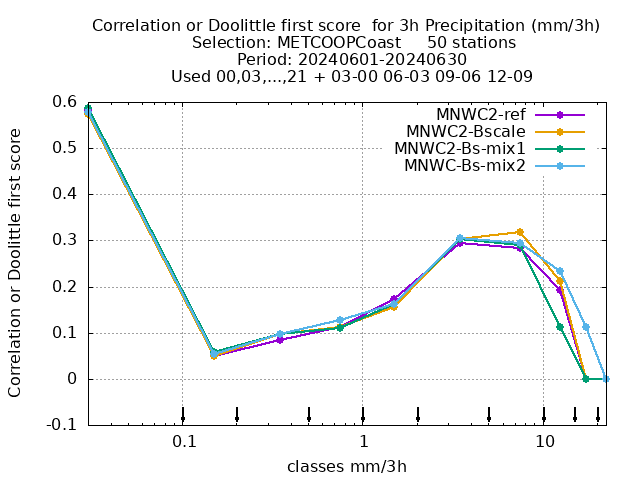 Correlation or Doolittle first score  for 3h Precipitation (mm/3h)
Selection: METCOOPCoast     50 stations
Period: 20240601-20240630
Used 00,03,...,21 + 03-00 06-03 09-06 12-09
MNWC2-ref
MNWC2-Bscale
MNWC2-Bs-mix1
MNWC-Bs-mix2
Correlation or Doolittle first score
0.6
0.5
0.4
0.3
0.2
0.1
0
-0.1
0.1
1
10
classes mm/3h